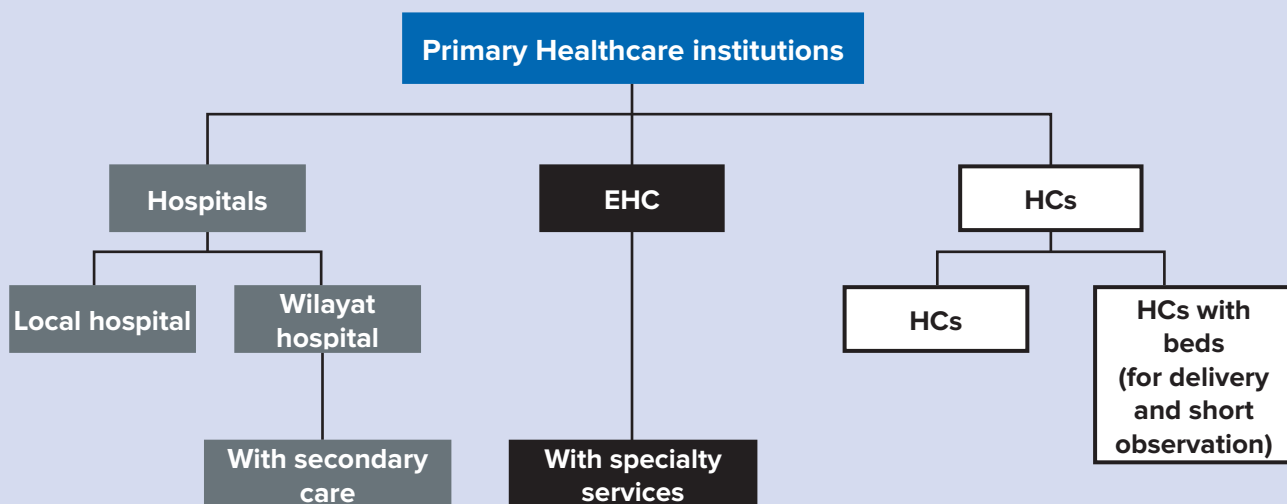 Primary Healthcare institutions
Hospitals
EHC
HCs
Local hospital
Wilayat
hospital
HCs
HCs with
beds
(for delivery
and short
observation)
With secondary
care
With specialty
services